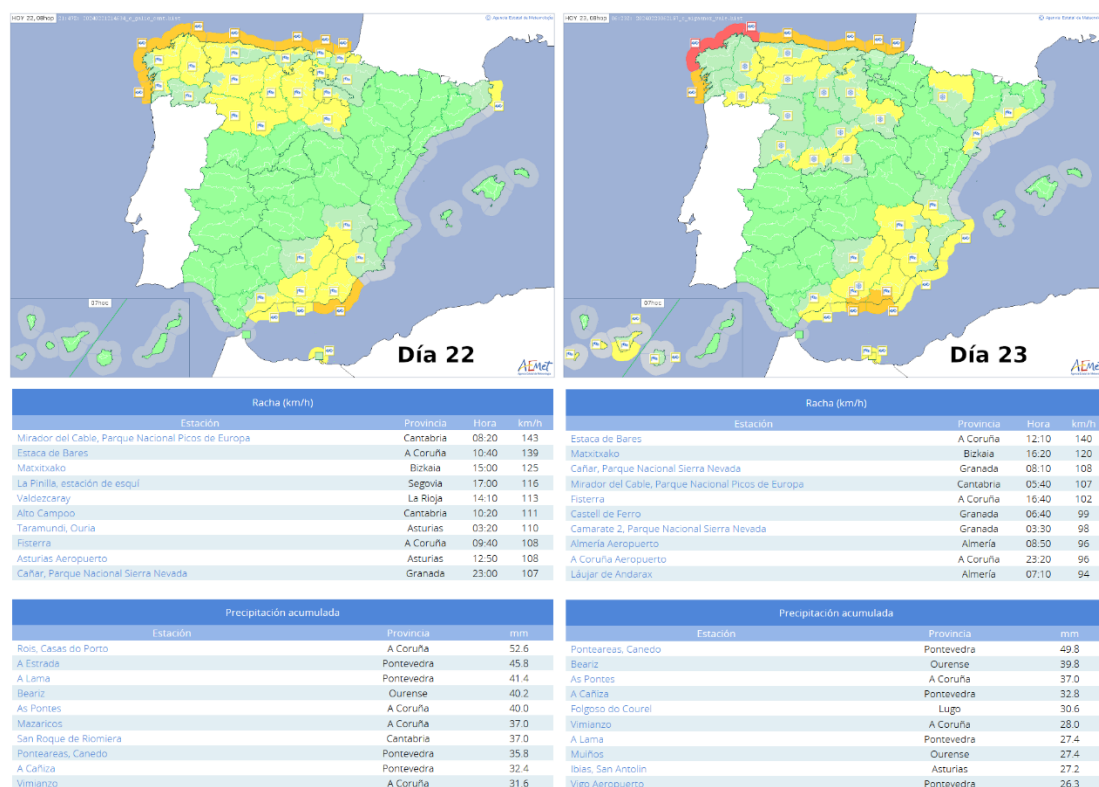 HOY 22, 08hoc
© Agencia Estatal de Meteorología
07hoc
Día 22
AEmet
HOY 23, 08hoc
© Agencia Estatal de Meteorol
07hoc
Día 23
AEme
Racha (km/h)
Estación Provincia Hora km/h
Mirador del Cable, Parque Nacional Picos de Europa Cantabria 08:20 143
Estaca de Bares A Coruña 10:40 139
Matxitxako Bizkaia 15:00 125
La Pinilla, estación de esquí Segovia 17:00 116
Valdezcaray La Rioja 14:10 113
Alto Campoo Cantabria 10:20 111
Taramundi, Ouria Asturias 03:20 110
Fisterra A Coruña 09:40 108
Asturias Aeropuerto Asturias 12:50 108
Cañar, Parque Nacional Sierra Nevada Granada 23:00 107
Racha (km/h)
Estación Provincia Hora km/h
Estaca de Bares A Coruña 12:10 140
Matxitxako Bizkaia 16:20 120
Cañar, Parque Nacional Sierra Nevada Granada 08:10 108
Mirador del Cable, Parque Nacional Picos de Europa Cantabria 05:40 107
Fisterra A Coruña 16:40 102
Castell de Ferro Granada 06:40 99
Camarate 2, Parque Nacional Sierra Nevada Granada 03:30 98
Almería Aeropuerto Almería 08:50 96
A Coruña Aeropuerto A Coruña 23:20 96
Láujar de Andarax Almería 07:10 94
Precipitación acumulada
Estación Provincia mm
Rois, Casas do Porto A Coruña 52.6
A Estrada Pontevedra 45.8
A Lama Pontevedra 41.4
Beariz Ourense 40.2
As Pontes A Coruña 40.0
Mazaricos A Coruña 37.0
San Roque de Riomiera Cantabria 37.0
Ponteareas, Canedo Pontevedra 35.8
A Cañiza Pontevedra 32.4
Vimianzo A Coruña 31.6
Precipitación acumulada
Estación Provincia mm
Ponteareas, Canedo Pontevedra 49.8
Beariz Ourense 39.8
As Pontes A Coruña 37.0
A Cañiza Pontevedra 32.8
Folgoso do Courel Lugo 30.6
Vimianzo A Coruña 28.0
A Lama Pontevedra 27.4
Muiños Ourense 27.4
Ibias, San Antolín Asturias 27.2
Vigo Aeropuerto Pontevedra 26.3